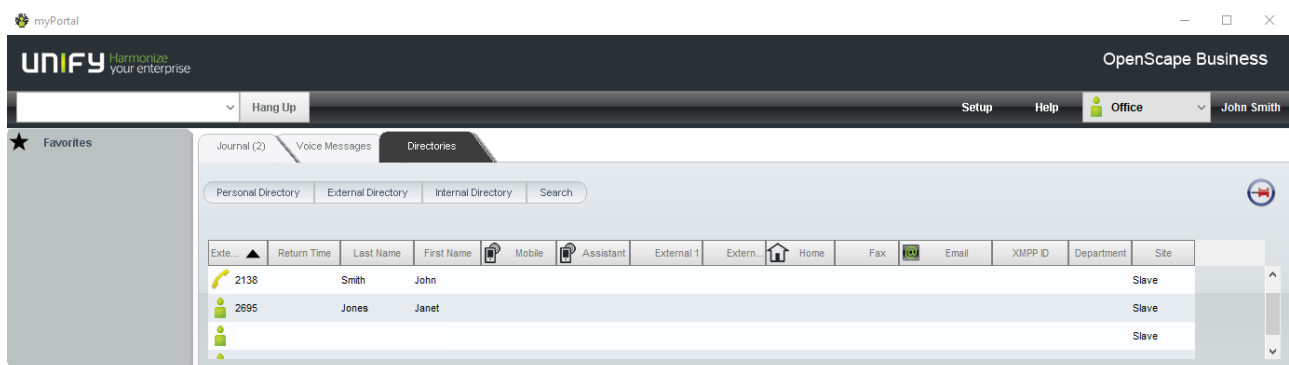 myPortal
UNIFY Harmonize your enterprise
OpenScape Business
Hang Up Setup Help Office John Smith
Favorites
Journal (2) Voice Messages Directories
Personal Directory External Directory Internal Directory Search
Exte... Return Time Last Name First Name Mobile Assistant External 1 Extern... Home Fax @ Email XMPP ID Department Site
2138 Smith John Slave
2695 Jones Janet Slave
Slave